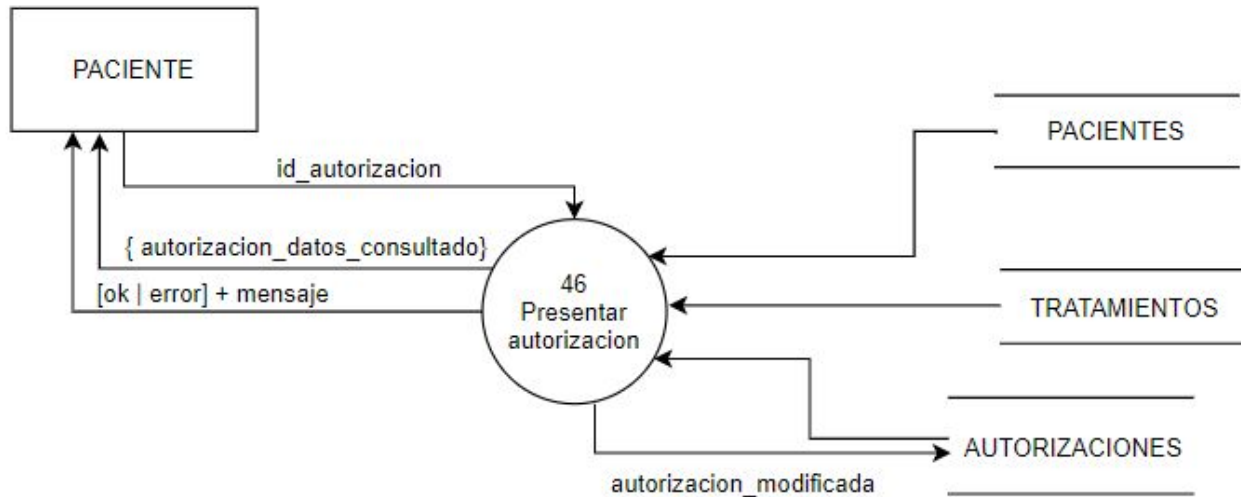 PACIENTE
PACIENTES
id_autorizacion
{ autorizacion_datos_consultado}
[ok | error] + mensaje
46
Presentar
autorizacion
TRATAMIENTOS
AUTORIZACIONES
autorizacion_modificada